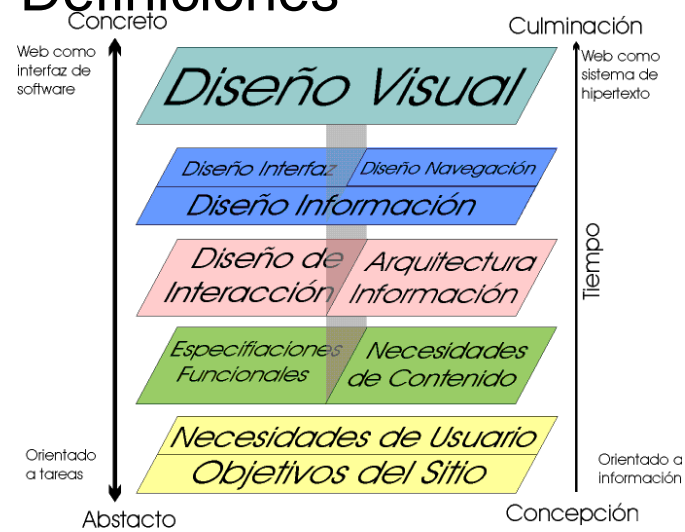 Definiciones
Concreto
Culminación
Web como
interfaz de
software
Web como
sistema de
hipertexto
Diseño Visual
Diseño Interfaz
Diseño Navegación
Diseño Información
Diseño de
Interacción
Arquitectura
Información
Tiempo
Especifiaciones
Funcionales
Necesidades
de Contenido
Necesidades de Usuario
Objetivos del Sitio
Orientado
a tareas
Orientado a
información
Abstacto
Concepción